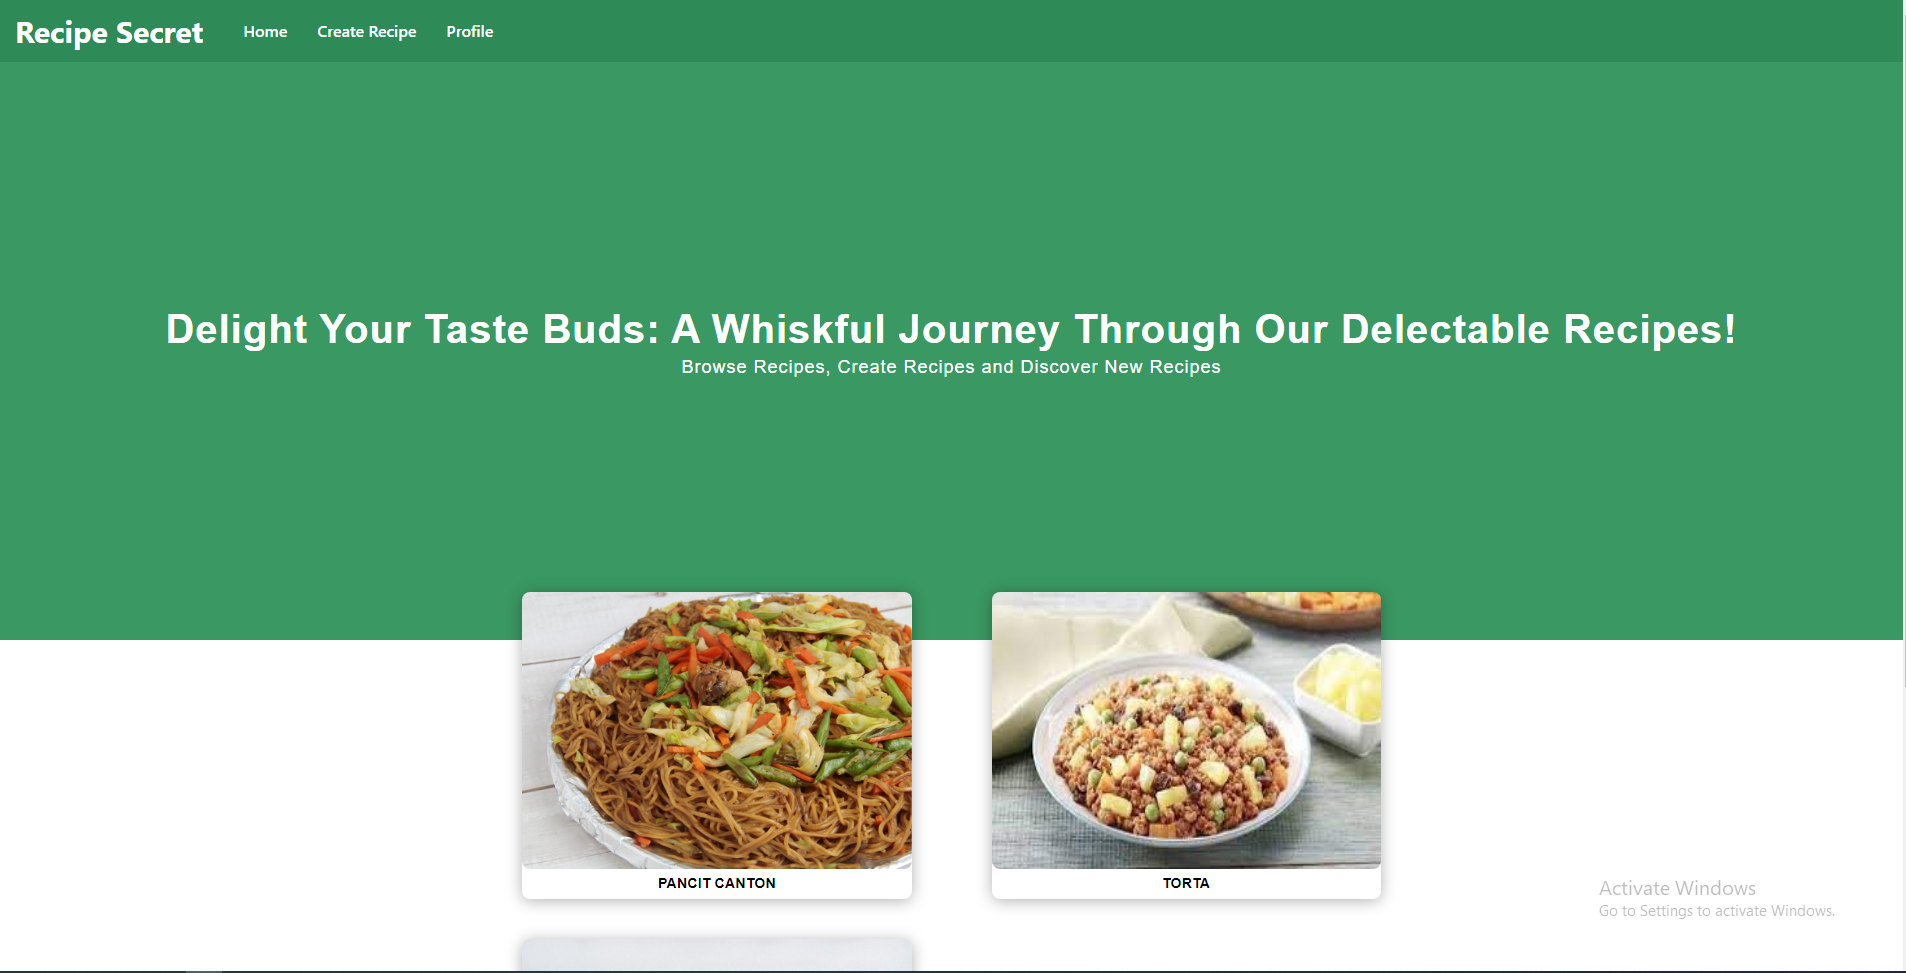 Recipe Secret Home Create Recipe Profile
Delight Your Taste Buds: A Whiskful Journey Through Our Delectable Recipes!
Browse Recipes, Create Recipes and Discover New Recipes
PANCIT CANTON
TORTA
Activate Windows
Go to Settings to activate Windows.